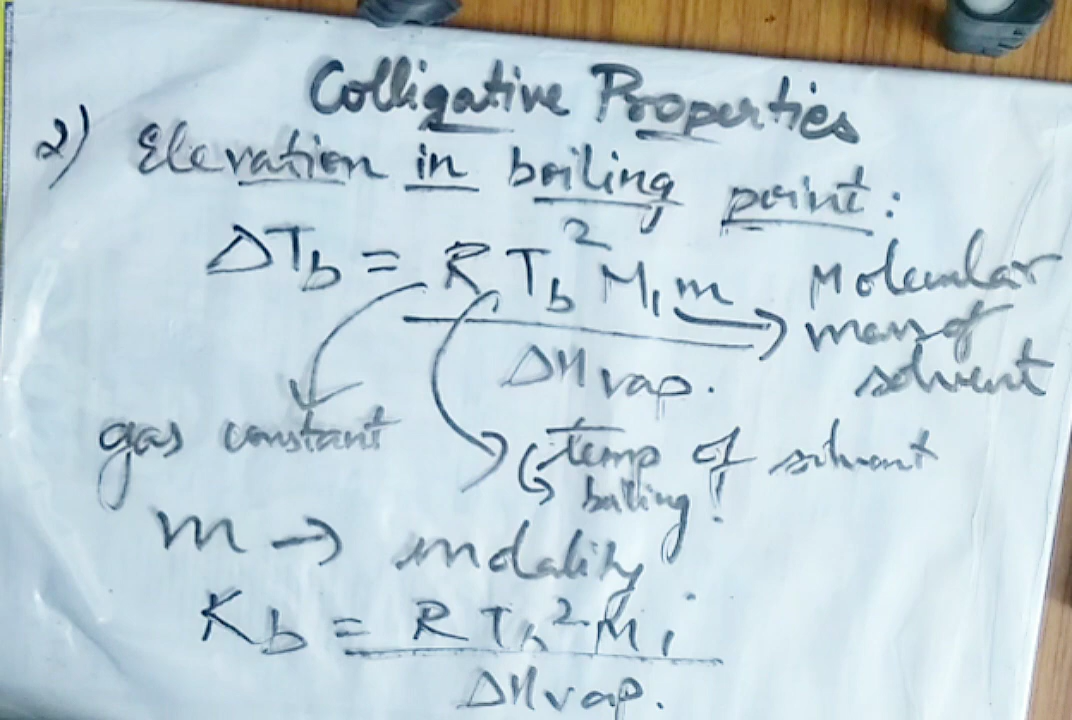 Colligative Properties
2) Elevation in boiling point:
ΔTb = R Tb² M₁ m Molecular
ΔHvap. mass of
solvent
gas constant temp of solvent
boiling!
m → molality
Kb = R Tb² M₁
ΔHvap.